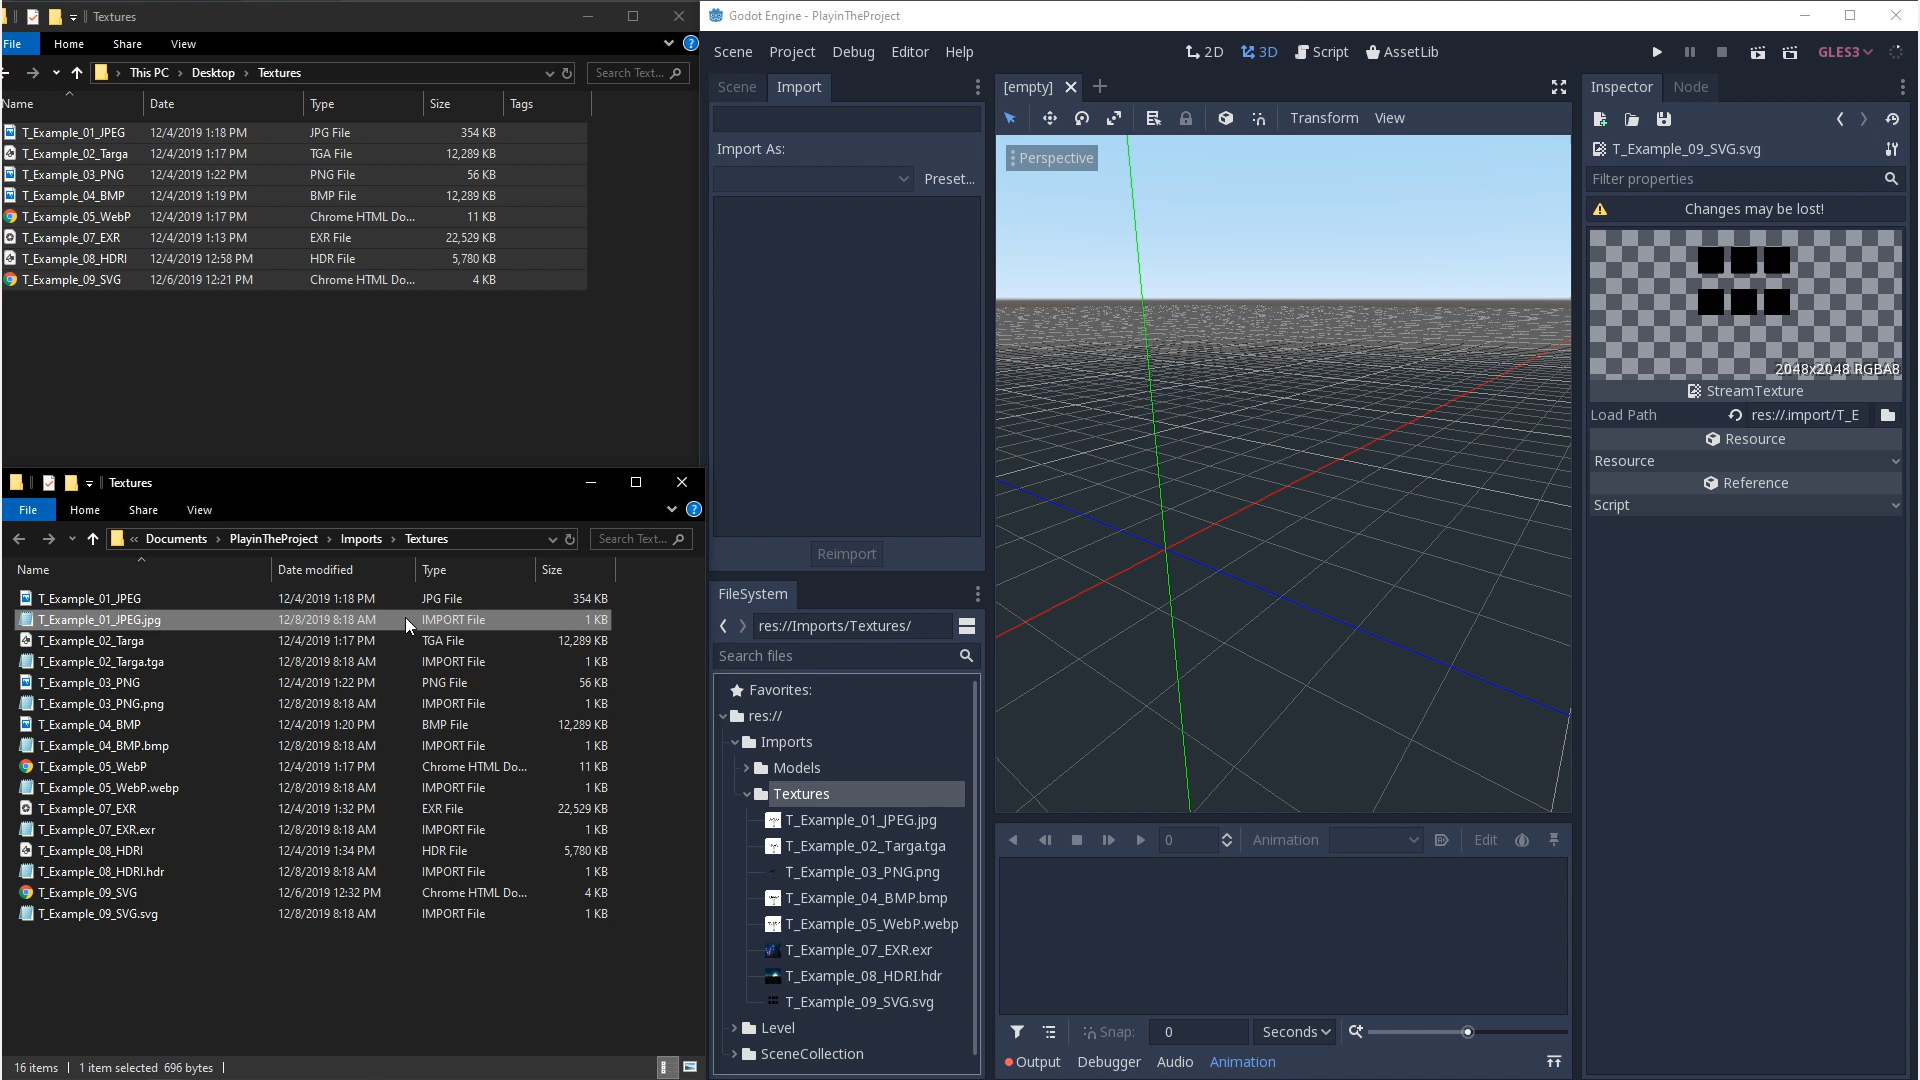 Textures
File Home Share View
This PC Desktop Textures Search Text...
Name Date Type Size Tags
T_Example_01_JPEG 12/4/2019 1:18 PM JPG File 354 KB
T_Example_02_Targa 12/4/2019 1:17 PM TGA File 12,289 KB
T_Example_03_PNG 12/4/2019 1:22 PM PNG File 56 KB
T_Example_04_BMP 12/4/2019 1:19 PM BMP File 12,289 KB
T_Example_05_WebP 12/4/2019 1:17 PM Chrome HTML Do... 11 KB
T_Example_07_EXR 12/4/2019 1:13 PM EXR File 22,529 KB
T_Example_08_HDRI 12/4/2019 12:58 PM HDR File 5,780 KB
T_Example_09_SVG 12/6/2019 12:21 PM Chrome HTML Do... 4 KB
Textures
File Home Share View
« Documents PlayinTheProject Imports Textures Search Text...
Name Date modified Type Size
T_Example_01_JPEG 12/4/2019 1:18 PM JPG File 354 KB
T_Example_01_JPEG.jpg 12/8/2019 8:18 AM IMPORT File 1 KB
T_Example_02_Targa 12/4/2019 1:17 PM TGA File 12,289 KB
T_Example_02_Targa.tga 12/8/2019 8:18 AM IMPORT File 1 KB
T_Example_03_PNG 12/4/2019 1:22 PM PNG File 56 KB
T_Example_03_PNG.png 12/8/2019 8:18 AM IMPORT File 1 KB
T_Example_04_BMP 12/4/2019 1:20 PM BMP File 12,289 KB
T_Example_04_BMP.bmp 12/8/2019 8:18 AM IMPORT File 1 KB
T_Example_05_WebP 12/4/2019 1:17 PM Chrome HTML Do... 11 KB
T_Example_05_WebP.webp 12/8/2019 8:18 AM IMPORT File 1 KB
T_Example_07_EXR 12/4/2019 1:32 PM EXR File 22,529 KB
T_Example_07_EXR.exr 12/8/2019 8:18 AM IMPORT File 1 KB
T_Example_08_HDRI 12/4/2019 1:34 PM HDR File 5,780 KB
T_Example_08_HDRI.hdr 12/8/2019 8:18 AM IMPORT File 1 KB
T_Example_09_SVG 12/6/2019 12:32 PM Chrome HTML Do... 4 KB
T_Example_09_SVG.svg 12/8/2019 8:18 AM IMPORT File 1 KB
16 items 1 item selected 696 bytes
Godot Engine - PlayinTheProject
Scene Project Debug Editor Help 2D 3D Script AssetLib GLES3
Scene Import
Import As:
Preset...
Reimport
FileSystem
res://Imports/Textures/
Search files
Favorites:
res://
Imports
Models
Textures
T_Example_01_JPEG.jpg
T_Example_02_Targa.tga
T_Example_03_PNG.png
T_Example_04_BMP.bmp
T_Example_05_WebP.webp
T_Example_07_EXR.exr
T_Example_08_HDRI.hdr
T_Example_09_SVG.svg
Level
SceneCollection
[empty]
Transform View
Perspective
0 Animation Edit
Snap: 0 Seconds
Output Debugger Audio Animation
Inspector Node
T_Example_09_SVG.svg
Filter properties
Changes may be lost!
2048x2048 RGBA8
StreamTexture
Load Path res://.import/T_E
Resource
Resource
Reference
Script